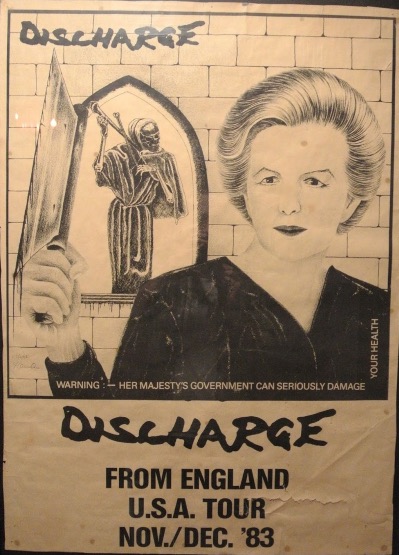 DISCHARGE
WARNING :— HER MAJESTY'S GOVERNMENT CAN SERIOUSLY DAMAGE
YOUR HEALTH
DISCHARGE
FROM ENGLAND
U.S.A. TOUR
NOV./DEC. '83